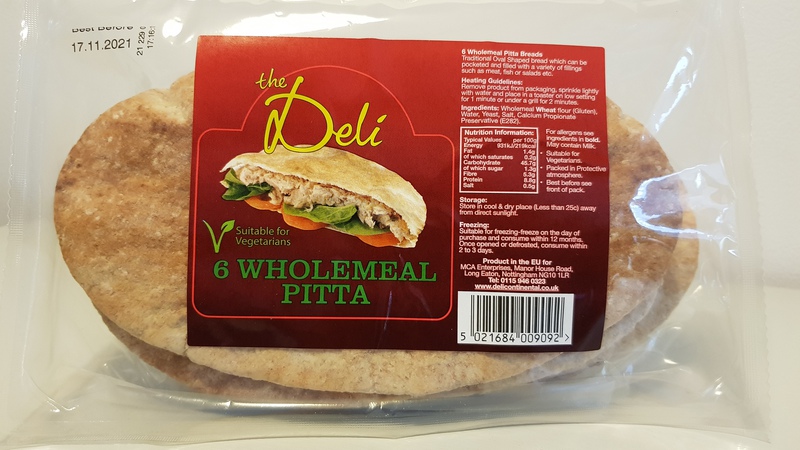 Best Before
17.11.2021
the
Deli
Suitable for
Vegetarians
6 WHOLEMEAL
PITTA
6 Wholemeal Pitta Breads
Traditional Oval Shaped bread which can be
pocketed and filled with a variety of fillings
such as meat, fish or salads etc.
Heating Guidelines:
Remove product from packaging, sprinkle lightly
with water and place in a toaster on low setting
for 1 minute or under a grill for 2 minutes.
Ingredients: Wholemeal Wheat flour (Gluten),
Water, Yeast, Salt, Calcium Propionate
Preservative (E282).
Nutrition Information:
Typical Values per 100g
Energy 931kJ/219kcal
Fat 1.4g
of which saturates 0.2g
Carbohydrate 45.7g
of which sugar 1.3g
Fibre 5.3g
Protein 8.8g
Salt 0.5g
For allergens see
ingredients in bold.
May contain Milk.
• Suitable for
Vegetarians.
• Packed in Protective
atmosphere.
• Best before see
front of pack.
Storage:
Store in cool & dry place (Less than 25c) away
from direct sunlight.
Freezing:
Suitable for freezing-freeze on the day of
purchase and consume within 12 months.
Once opened or defrosted, consume within
2 to 3 days.
Product in the EU for
MCA Enterprises, Manor House Road,
Long Eaton, Nottingham NG10 1LR
Tel: 0115 946 0323
www.delicontinental.co.uk
5 021684 009092 >